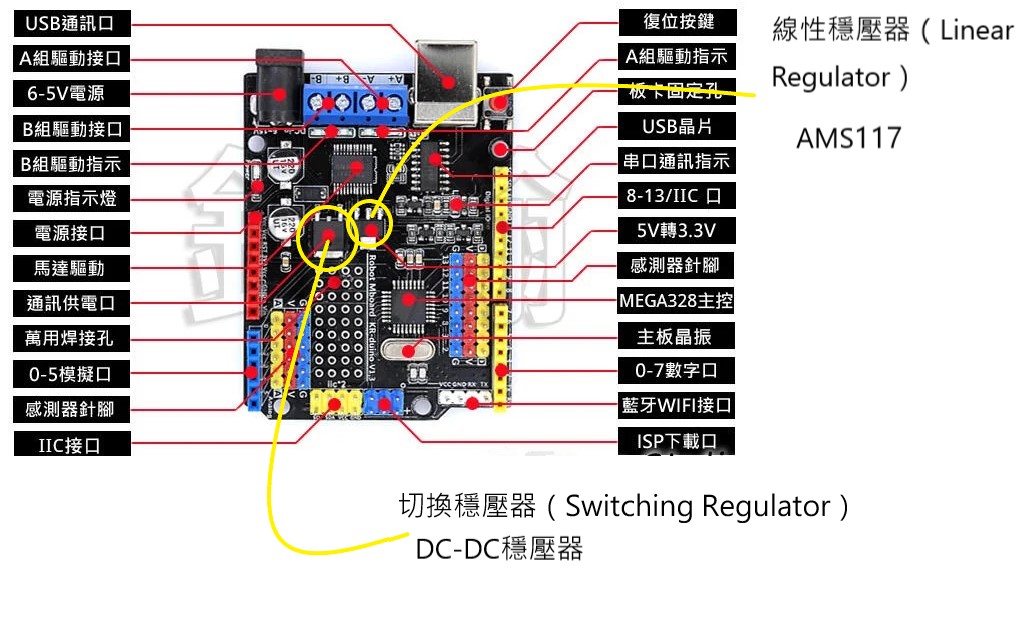 USB通訊口
A組驅動接口
6-5V電源
B組驅動接口
B組驅動指示
電源指示燈
電源接口
馬達驅動
通訊供電口
萬用焊接孔
0-5模擬口
感測器針腳
IIC接口
復位按鍵
A組驅動指示
板卡固定孔
USB晶片
串口通訊指示
8-13/IIC 口
5V轉3.3V
感測器針腳
MEGA328主控
主板晶振
0-7數字口
藍牙WIFI接口
ISP下載口
線性穩壓器（Linear
Regulator）
AMS117
B- B+ A- A+
Robot Mboard KR-duino V1.3
iic*2
VCC GND RX TX
切換穩壓器（Switching Regulator）
DC-DC穩壓器